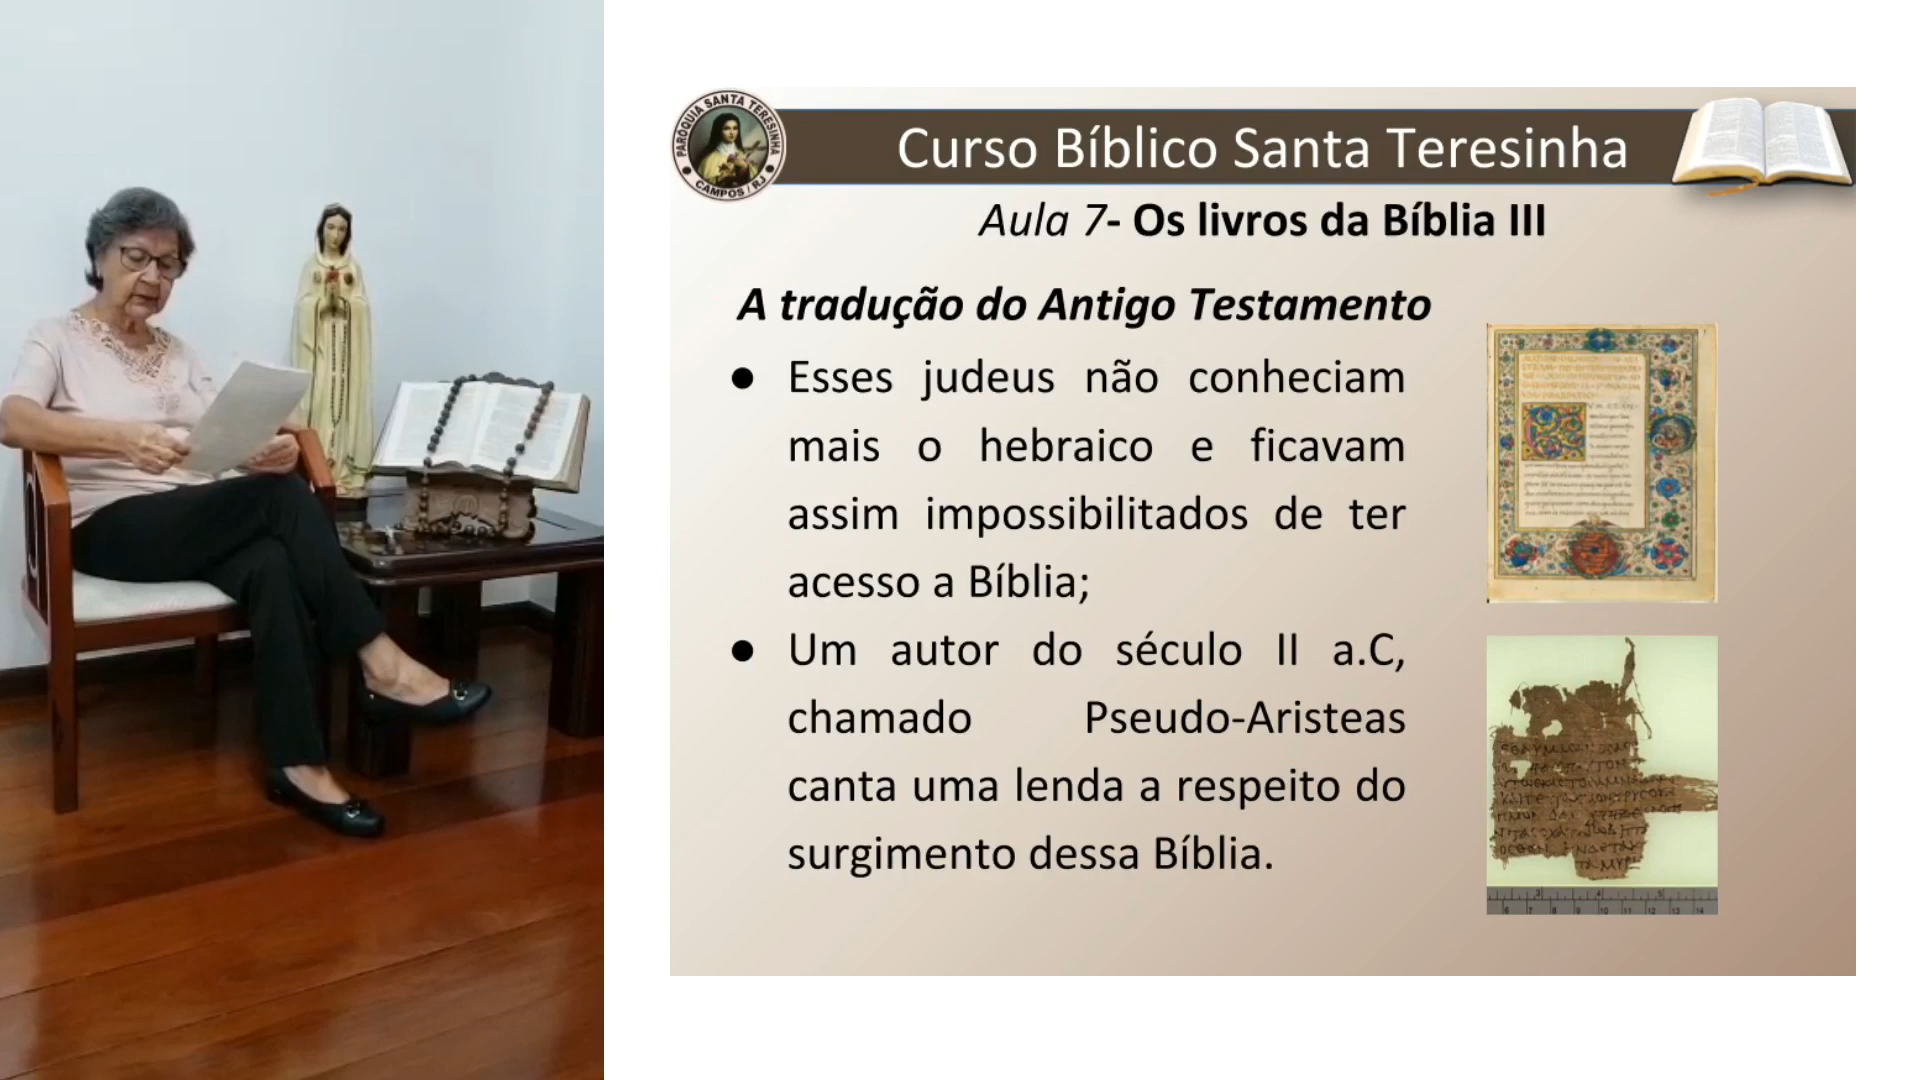 PARÓQUIA SANTA TERESINHA
CAMPOS / RJ
Curso Bíblico Santa Teresinha
Aula 7- Os livros da Bíblia III
A tradução do Antigo Testamento
● Esses judeus não conheciam
mais o hebraico e ficavam
assim impossibilitados de ter
acesso a Bíblia;
● Um autor do século II a.C,
chamado Pseudo-Aristeas
canta uma lenda a respeito do
surgimento dessa Bíblia.